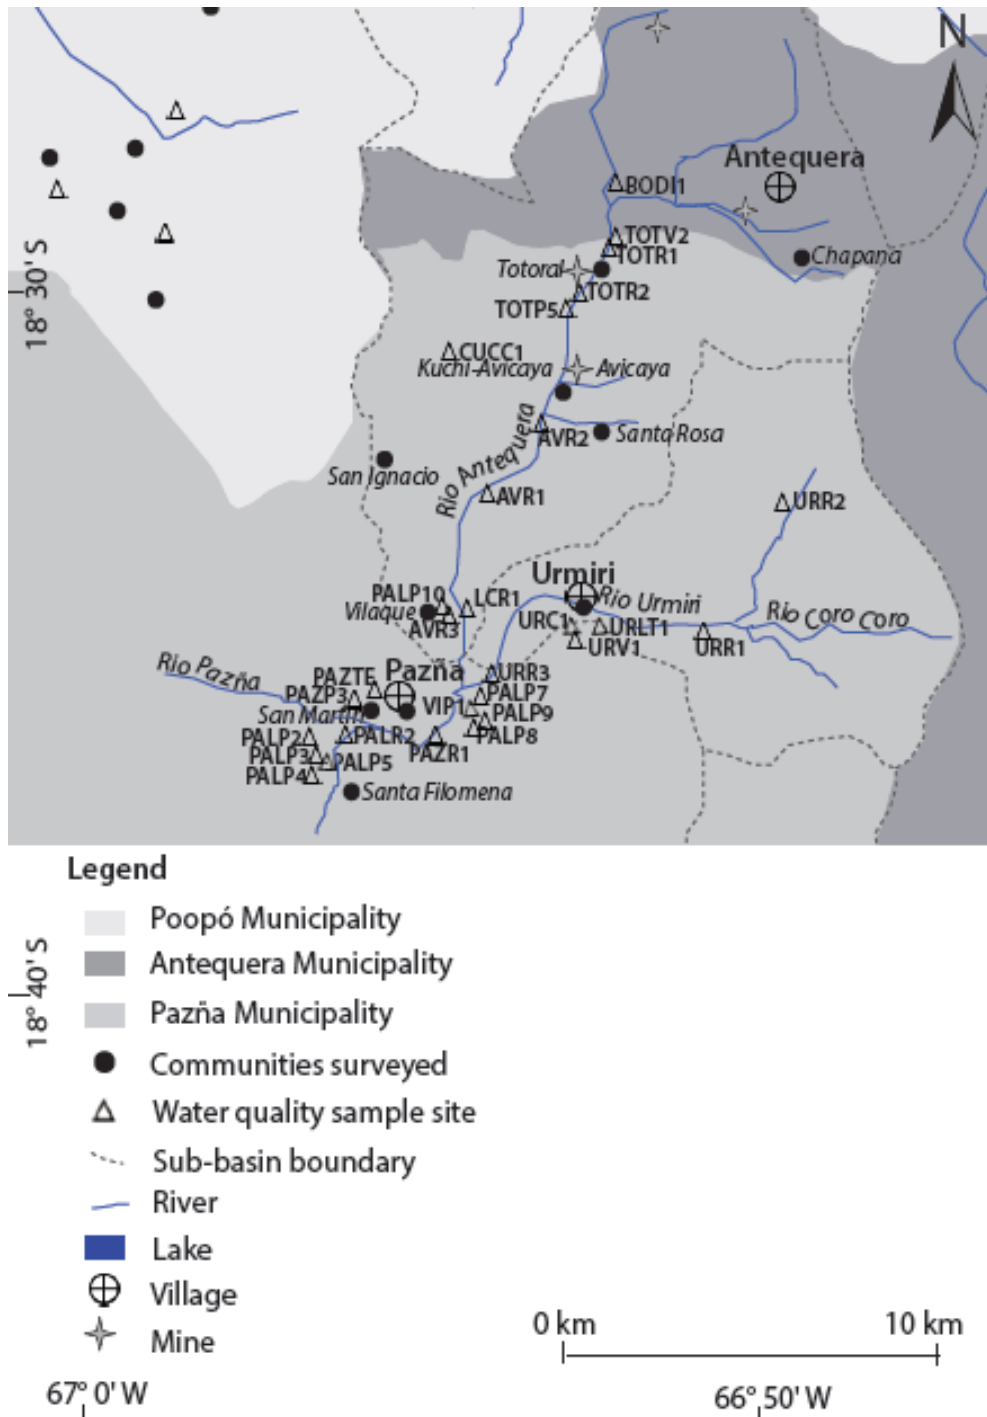 N
Antequera
BODI1
TOTV2
TOTR1
Chapana
Totoral
18° 30' S
TOTR2
TOTP5
CUCC1
Kuchi-Avicaya
Avicaya
AVR2
Santa Rosa
Rio Antequera
San Ignacio
AVR1
URR2
Urmiri
PALP10
LCR1
Rio Urmiri
Vilaque
Rio Coro Coro
AVR3
URC1
URLT1
URV1
URR1
Rio Pazña
PAZTE
Pazña
URR3
PAZP3
PALP7
VIP1
San Martin
PALP9
PALP2
PALR2
PALP8
PALP3
PAZR1
PALP5
PALP4
Santa Filomena
Legend
Poopó Municipality
Antequera Municipality
18° 40' S
Pazña Municipality
Communities surveyed
Water quality sample site
Sub-basin boundary
River
Lake
Village
Mine
0 km
10 km
67° 0' W
66° 50' W